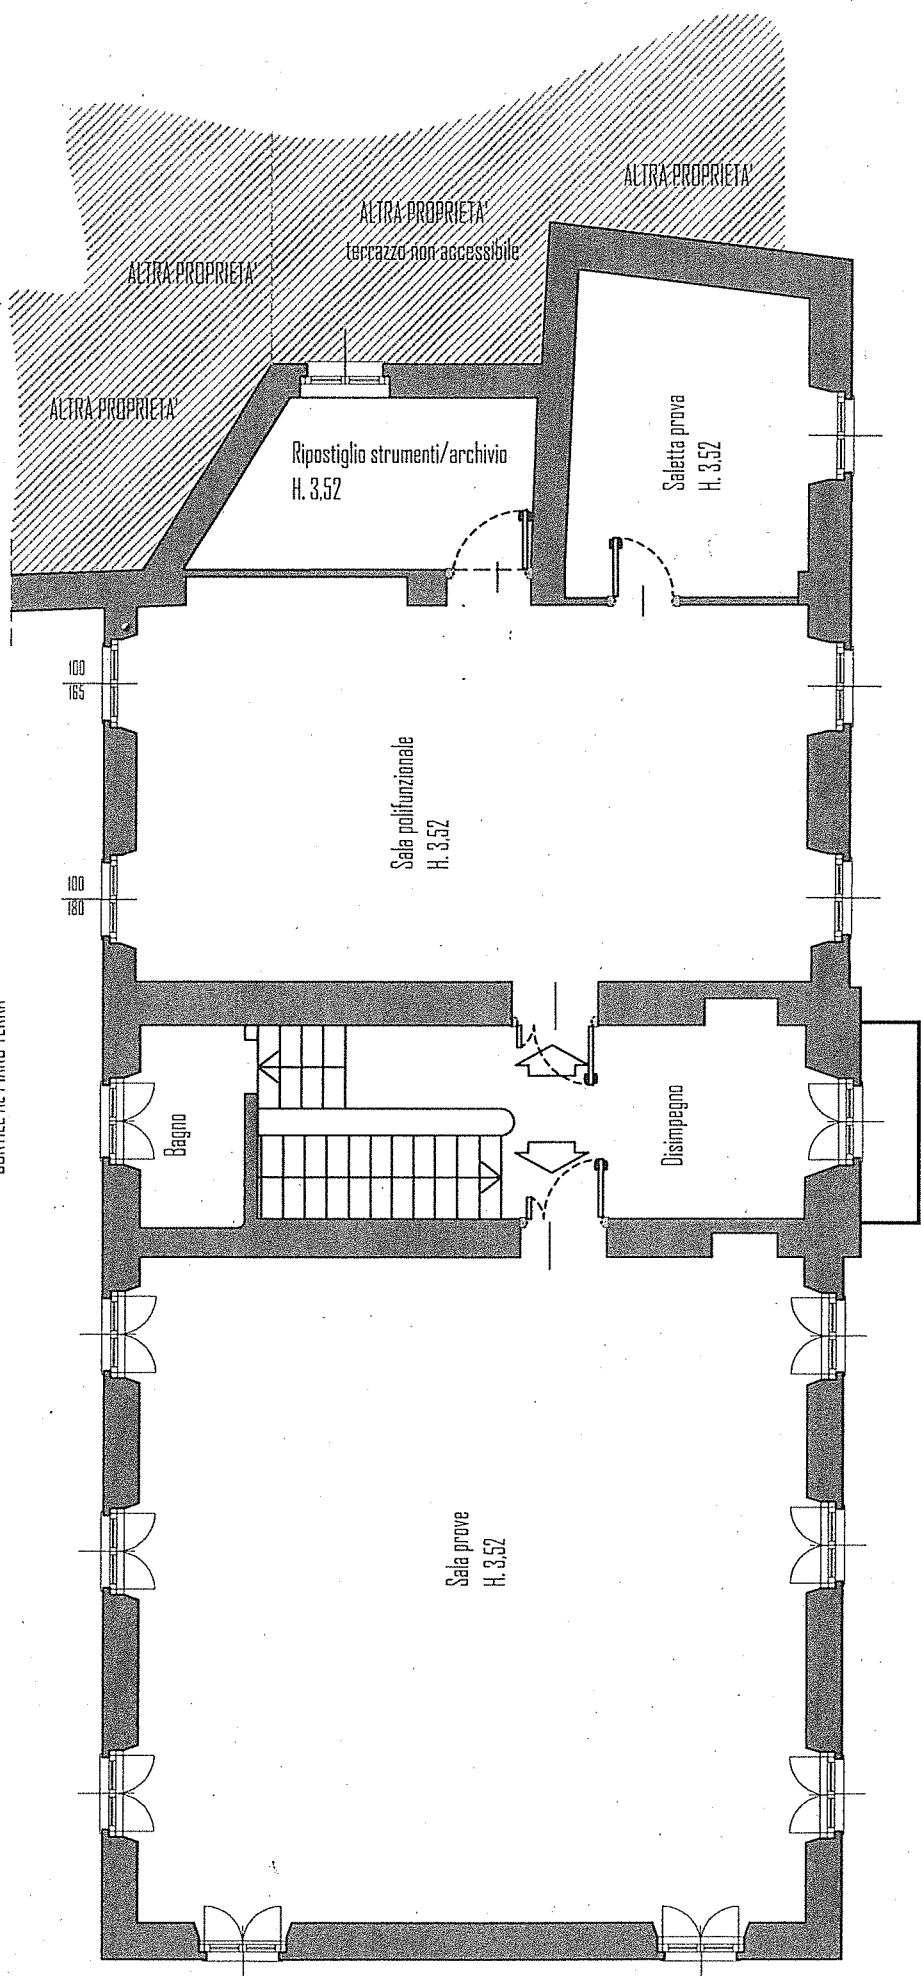 ALTRA PROPRIETA'
ALTRA PROPRIETA'
terrazzo non accessibile
ALTRA PROPRIETA'
ALTRA PROPRIETA'
Ripostiglio strumenti/archivio
H. 3,52
Saletta prova
H. 3,52
100
165
Sala polifunzionale
H. 3,52
100
180
Bagno
Disimpegno
Sala prove
H. 3,52